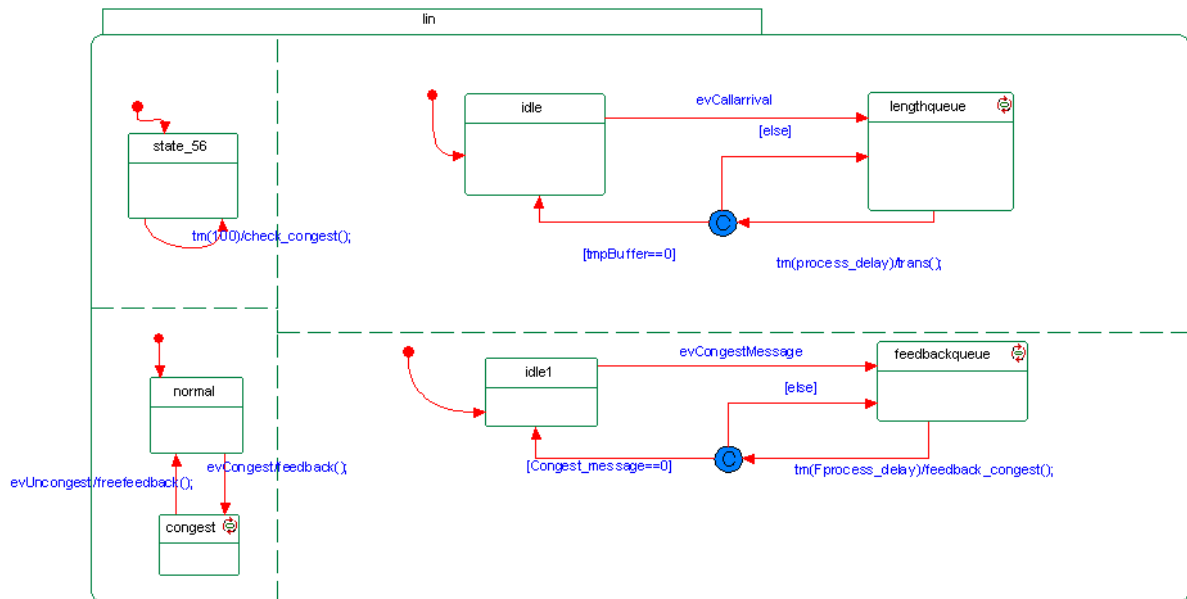 lin
idle
evCallarrival
lengthqueue
[else]
state_56
tm(100)/check_congest();
[tmpBuffer==0]
tm(process_delay)/trans();
evCongestMessage
feedbackqueue
idle1
[else]
normal
evCongest/feedback();
[Congest_message==0]
tm(Fprocess_delay)/feedback_congest();
evUncongest/freefeedback();
congest
C
C